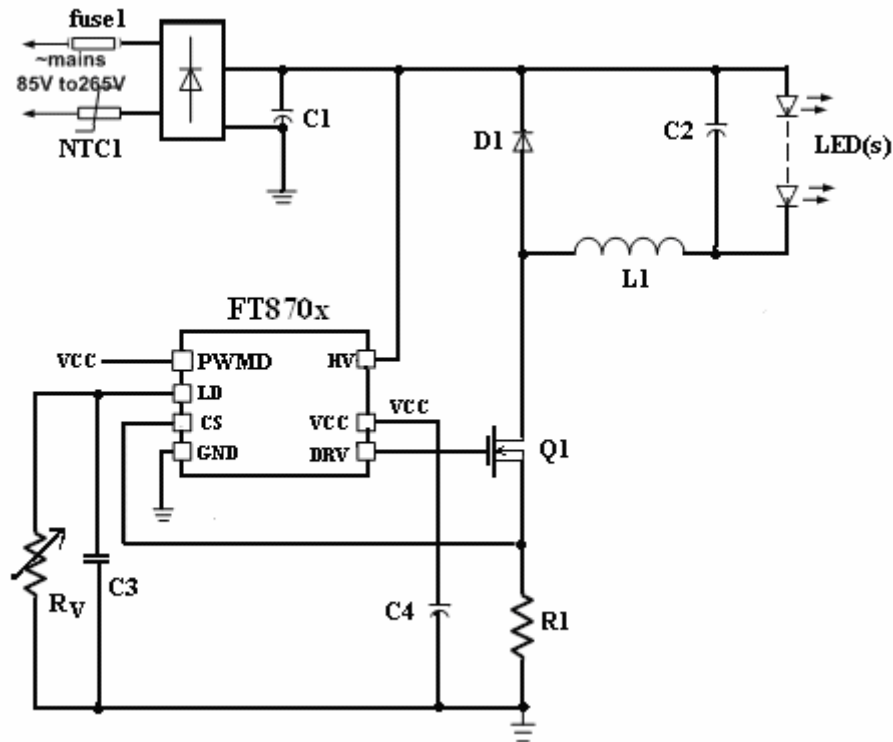 fuse1
~mains
85V to265V
NTC1
C1
D1
C2
LED(s)
L1
FT870x
VCC
PWMD
HV
LD
CS
VCC
VCC
GND
DRV
Q1
RV
C3
C4
R1